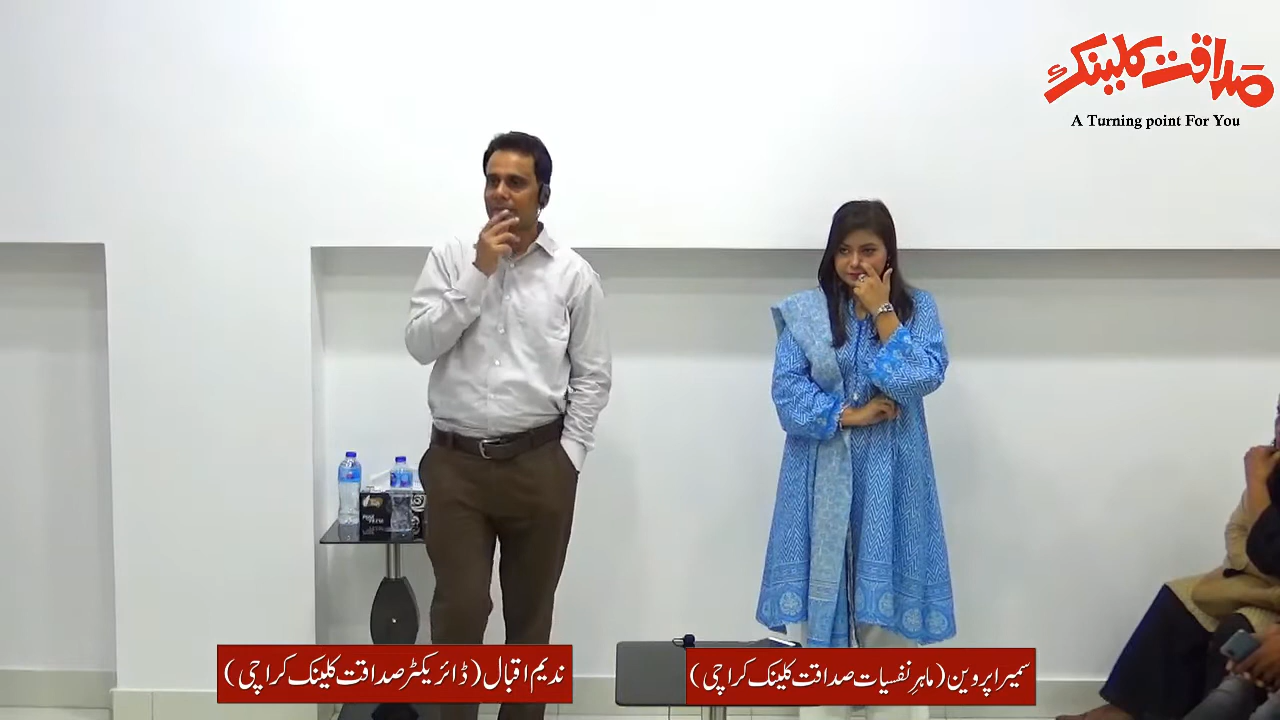 صداقت کلینک
A Turning point For You
ندیم اقبال (ڈائریکٹر صداقت کلینک کراچی)
سمیرا پروین (ماہرِ نفسیات صداقت کلینک کراچی)